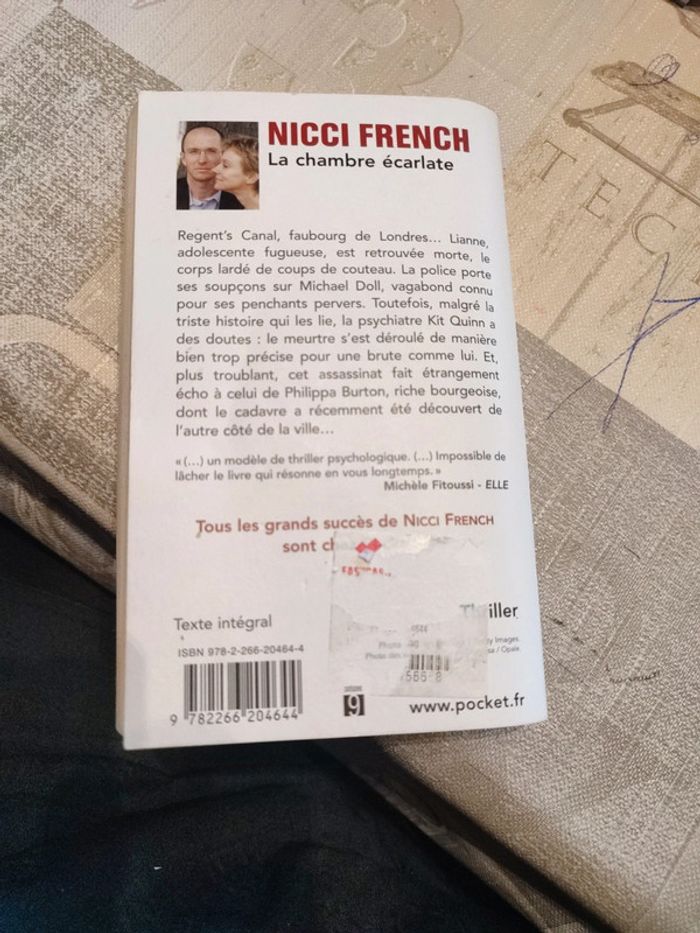 NICCI FRENCH
La chambre écarlate
Regent's Canal, faubourg de Londres... Lianne,
adolescente fugueuse, est retrouvée morte, le
corps lardé de coups de couteau. La police porte
ses soupçons sur Michael Doll, vagabond connu
pour ses penchants pervers. Toutefois, malgré la
triste histoire qui les lie, la psychiatre Kit Quinn a
des doutes : le meurtre s'est déroulé de manière
bien trop précise pour une brute comme lui. Et,
plus troublant, cet assassinat fait étrangement
écho à celui de Philippa Burton, riche bourgeoise,
dont le cadavre a récemment été découvert de
l'autre côté de la ville...
« (...) un modèle de thriller psychologique. (...) Impossible de
lâcher le livre qui résonne en vous longtemps. »
Michèle Fitoussi - ELLE
Tous les grands succès de NICCI FRENCH
sont
Texte intégral
ISBN 978-2-266-20464-4
9 782266 204644
9
www.pocket.fr
TEC